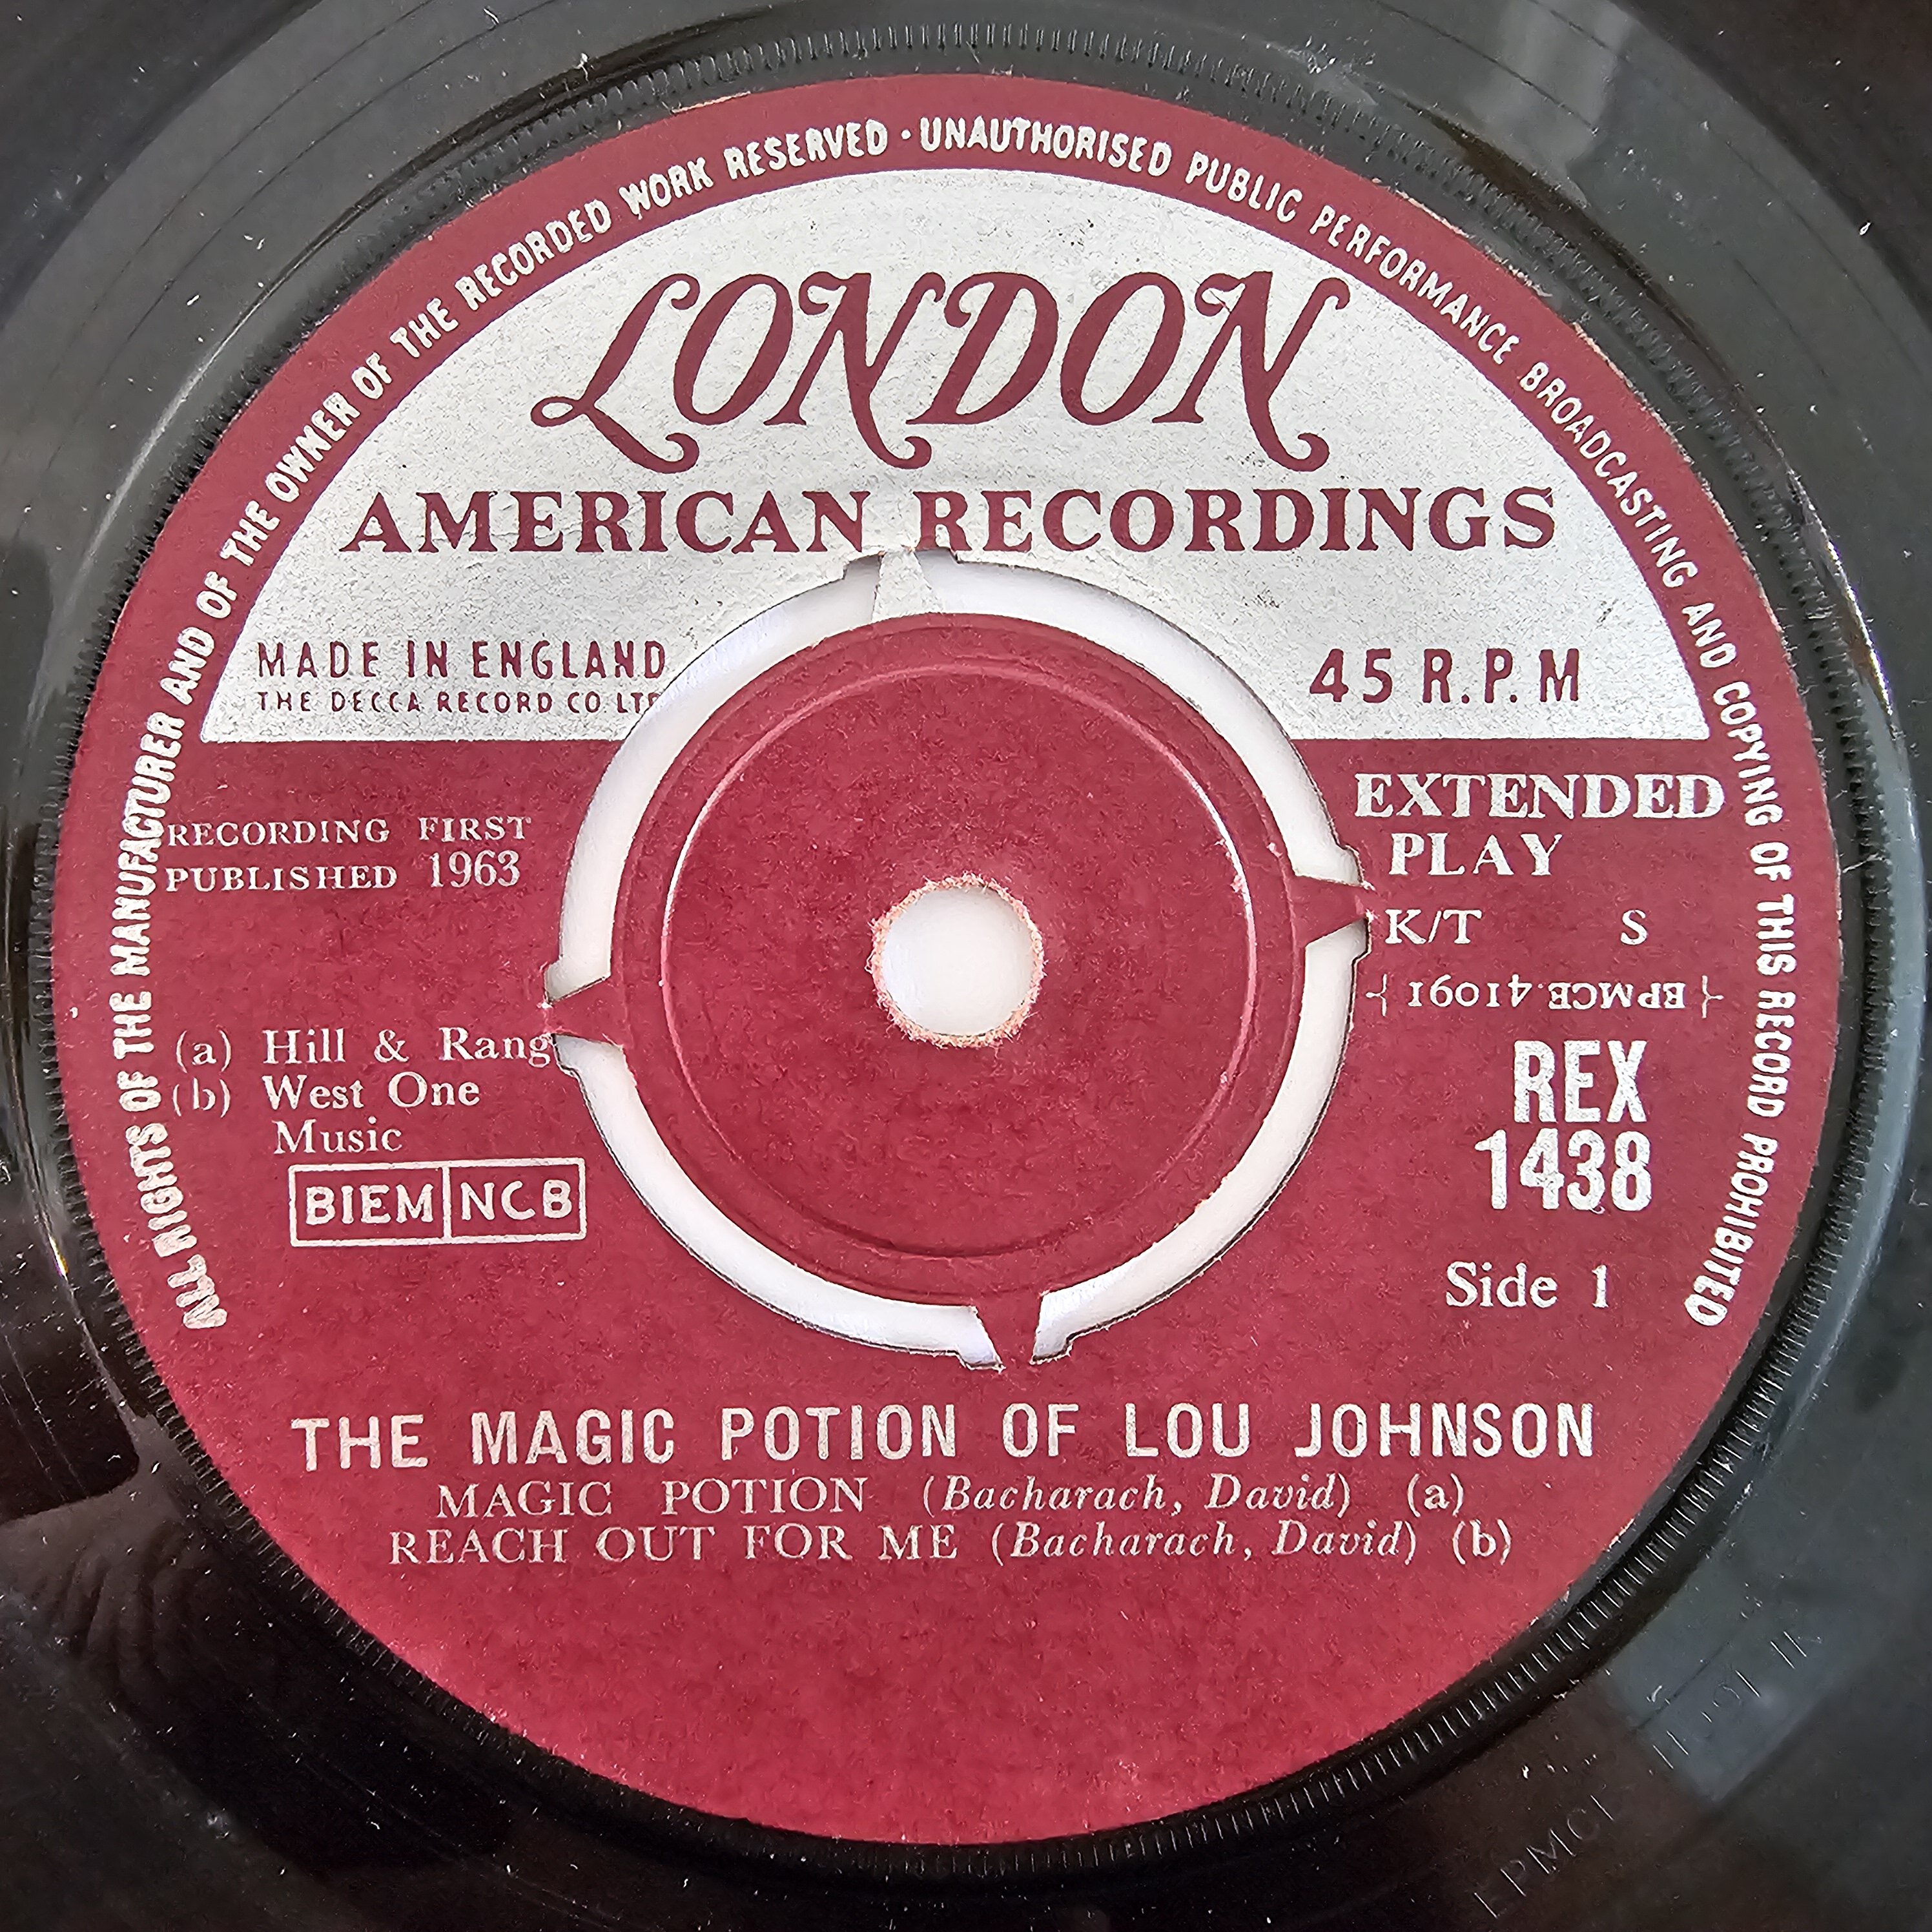 ALL RIGHTS OF THE MANUFACTURER AND OF THE OWNER OF THE RECORDED WORK RESERVED · UNAUTHORISED PUBLIC PERFORMANCE BROADCASTING AND COPYING OF THIS RECORD PROHIBITED
LONDON
AMERICAN RECORDINGS
MADE IN ENGLAND
THE DECCA RECORD CO LTD
45 R.P.M
RECORDING FIRST
PUBLISHED 1963
EXTENDED
PLAY
K/T S
{ EPMCE.41091 }
REX
1438
Side 1
(a) Hill & Rang
(b) West One
Music
BIEM NCB
THE MAGIC POTION OF LOU JOHNSON
MAGIC POTION (Bacharach, David) (a)
REACH OUT FOR ME (Bacharach, David) (b)